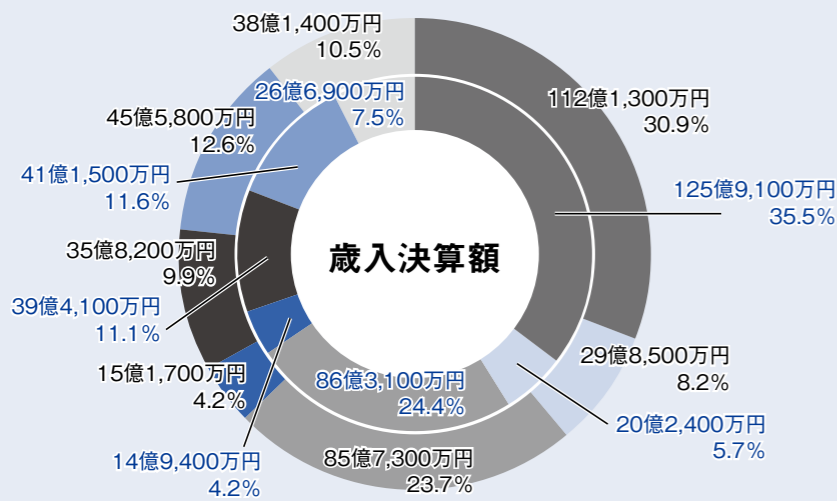 38億1,400万円
10.5%
26億6,900万円
7.5%
112億1,300万円
30.9%
45億5,800万円
12.6%
41億1,500万円
11.6%
125億9,100万円
35.5%
35億8,200万円
9.9%
歳入決算額
39億4,100万円
11.1%
29億8,500万円
8.2%
15億1,700万円
4.2%
86億3,100万円
24.4%
20億2,400万円
5.7%
14億9,400万円
4.2%
85億7,300万円
23.7%